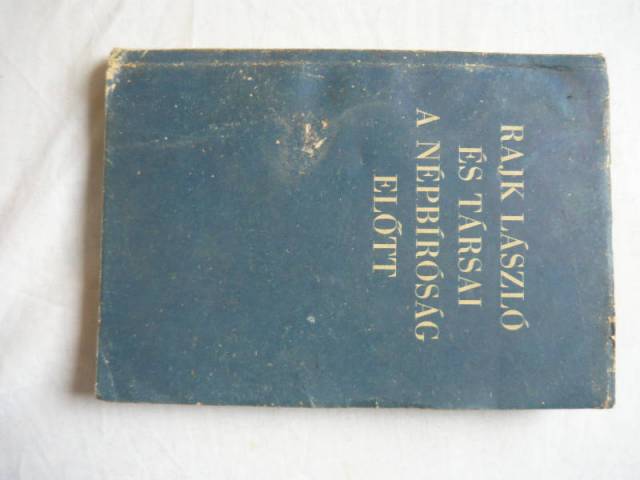 RAJK LÁSZLÓ
ÉS TÁRSAI
A NÉPBÍRÓSÁG
ELŐTT